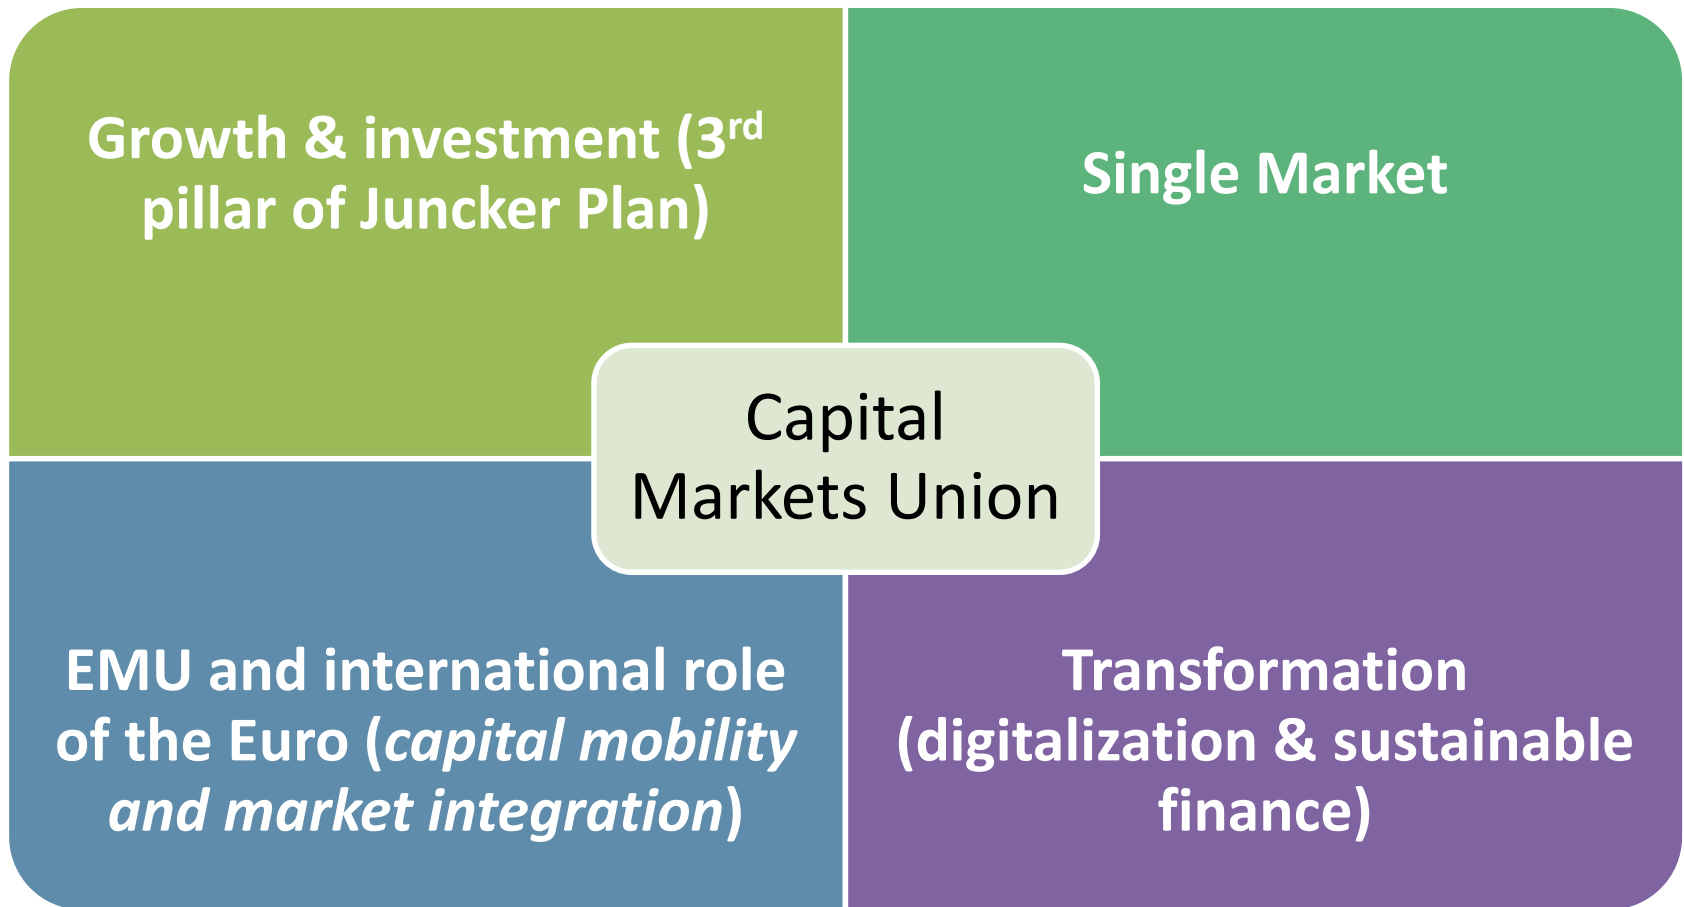 Growth & investment (3rd
pillar of Juncker Plan)
Single Market
Capital
Markets Union
EMU and international role
of the Euro (capital mobility
and market integration)
Transformation
(digitalization & sustainable
finance)